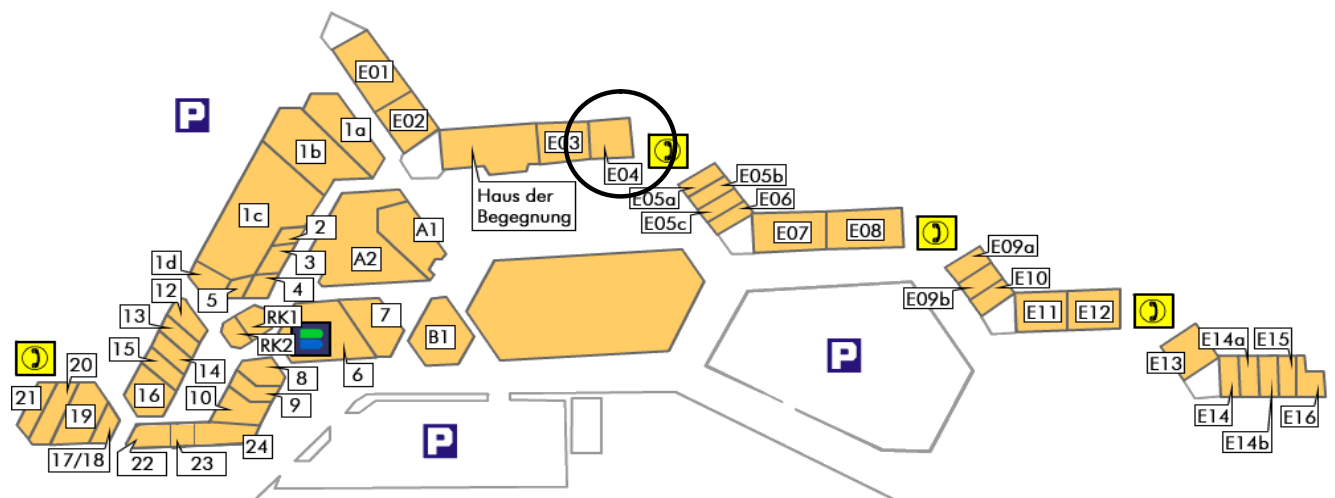 E01
E02
1a
1b
E03
E04
Haus der
Begegnung
E05b
E05a
E06
E05c
1c
A1
2
A2
3
E07
E08
E09a
1d
4
E10
5
E09b
12
RK1
7
E11
E12
13
RK2
B1
P
P
15
14
6
8
E14a
E15
E13
20
16
10
9
21
19
E14
E16
P
E14b
24
17/18
22
23